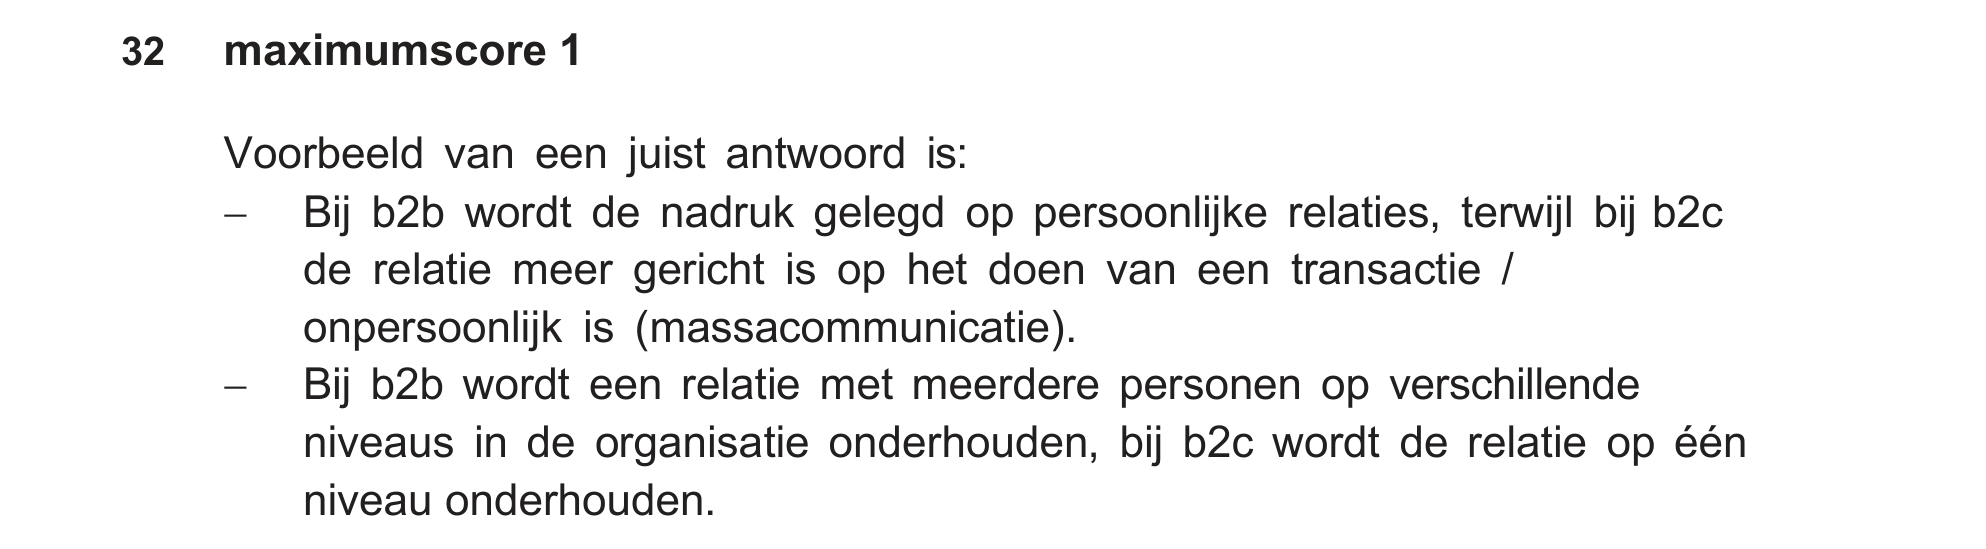 32 maximumscore 1
Voorbeeld van een juist antwoord is:
– Bij b2b wordt de nadruk gelegd op persoonlijke relaties, terwijl bij b2c
de relatie meer gericht is op het doen van een transactie /
onpersoonlijk is (massacommunicatie).
– Bij b2b wordt een relatie met meerdere personen op verschillende
niveaus in de organisatie onderhouden, bij b2c wordt de relatie op één
niveau onderhouden.